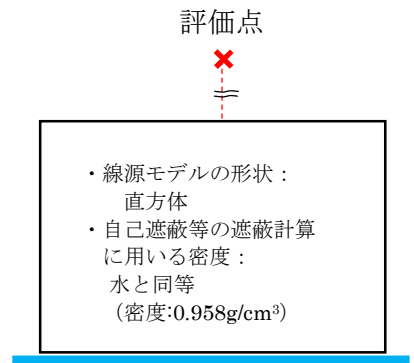 評価点
・線源モデルの形状：
直方体
・自己遮蔽等の遮蔽計算
に用いる密度：
水と同等
（密度:0.958g/cm³）